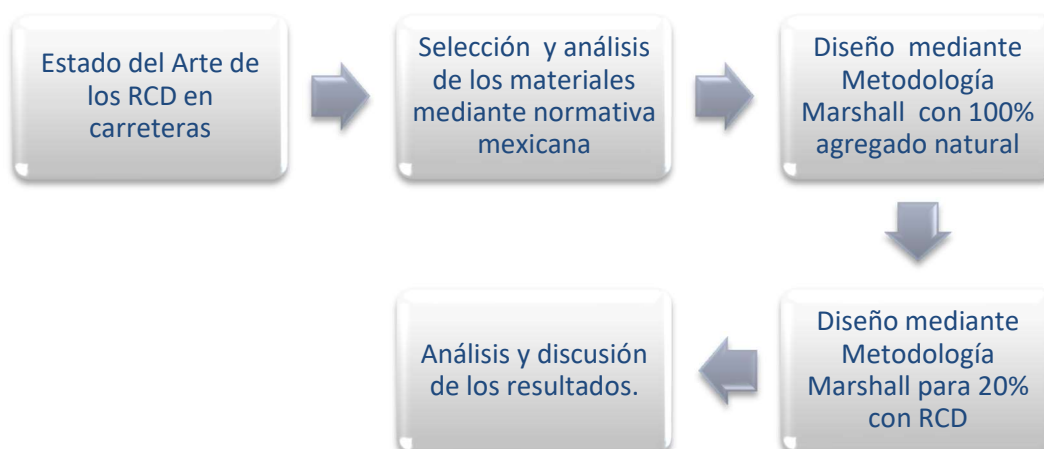 Estado del Arte de
los RCD en
carreteras
Selección y análisis
de los materiales
mediante normativa
mexicana
Diseño mediante
Metodología
Marshall con 100%
agregado natural
Diseño mediante
Metodología
Marshall para 20%
con RCD
Análisis y discusión
de los resultados.